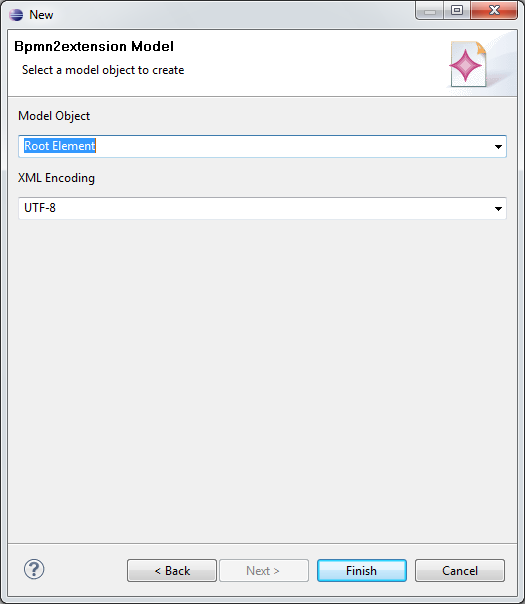 New
Bpmn2extension Model
Select a model object to create
Model Object
Root Element
XML Encoding
UTF-8
?
< Back
Next >
Finish
Cancel